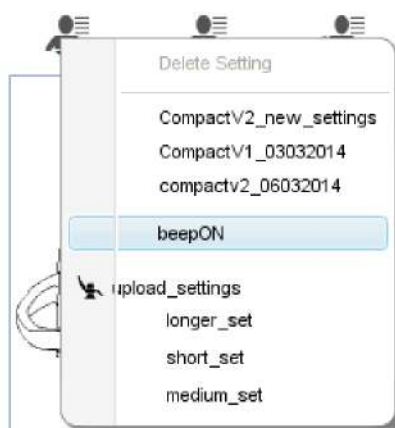 Delete Setting
CompactV2_new_settings
CompactV1_03032014
compactv2_06032014
beepON
upload_settings
longer_set
short_set
medium_set